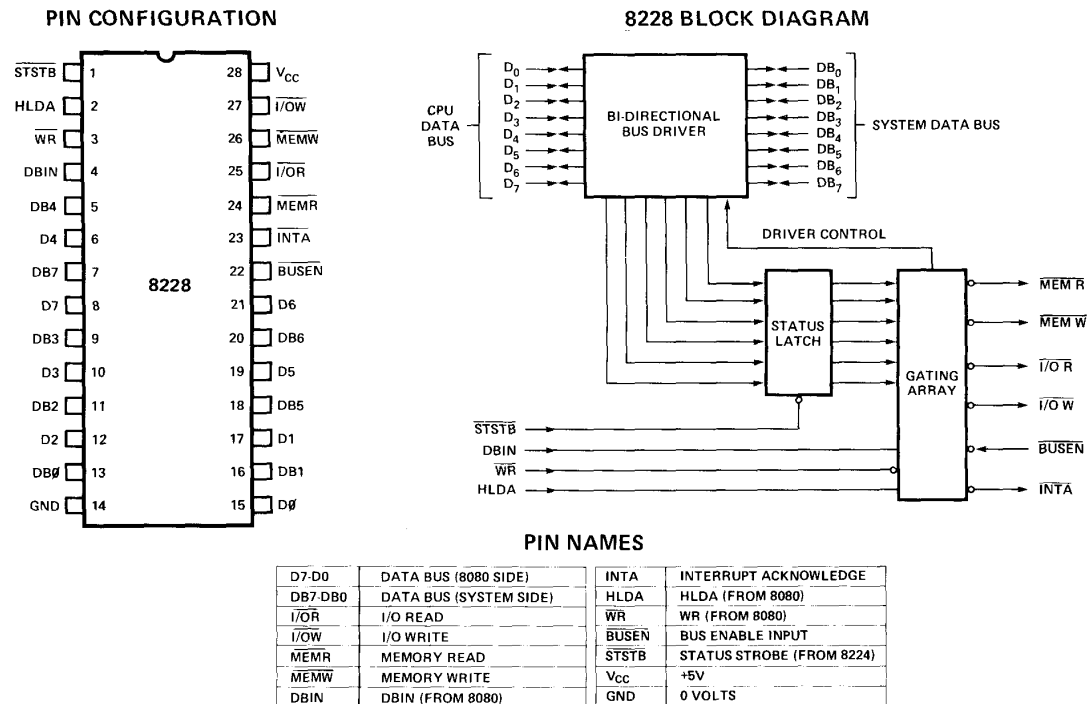 PIN CONFIGURATION
STSTB 1 28 VCC
HLDA 2 27 I/OW
WR 3 26 MEMW
DBIN 4 25 I/OR
DB4 5 24 MEMR
D4 6 23 INTA
DB7 7 22 BUSEN
8228
D7 8 21 D6
DB3 9 20 DB6
D3 10 19 D5
DB2 11 18 DB5
D2 12 17 D1
DBØ 13 16 DB1
GND 14 15 DØ
8228 BLOCK DIAGRAM
CPU
DATA
BUS
D0
D1
D2
D3
D4
D5
D6
D7
BI-DIRECTIONAL
BUS DRIVER
DB0
DB1
DB2
DB3
DB4
DB5
DB6
DB7
SYSTEM DATA BUS
DRIVER CONTROL
STATUS
LATCH
GATING
ARRAY
MEM R
MEM W
I/O R
I/O W
BUSEN
INTA
STSTB
DBIN
WR
HLDA
PIN NAMES
D7-D0 DATA BUS (8080 SIDE) INTA INTERRUPT ACKNOWLEDGE
DB7-DB0 DATA BUS (SYSTEM SIDE) HLDA HLDA (FROM 8080)
I/OR I/O READ WR WR (FROM 8080)
I/OW I/O WRITE BUSEN BUS ENABLE INPUT
MEMR MEMORY READ STSTB STATUS STROBE (FROM 8224)
MEMW MEMORY WRITE VCC +5V
DBIN DBIN (FROM 8080) GND 0 VOLTS